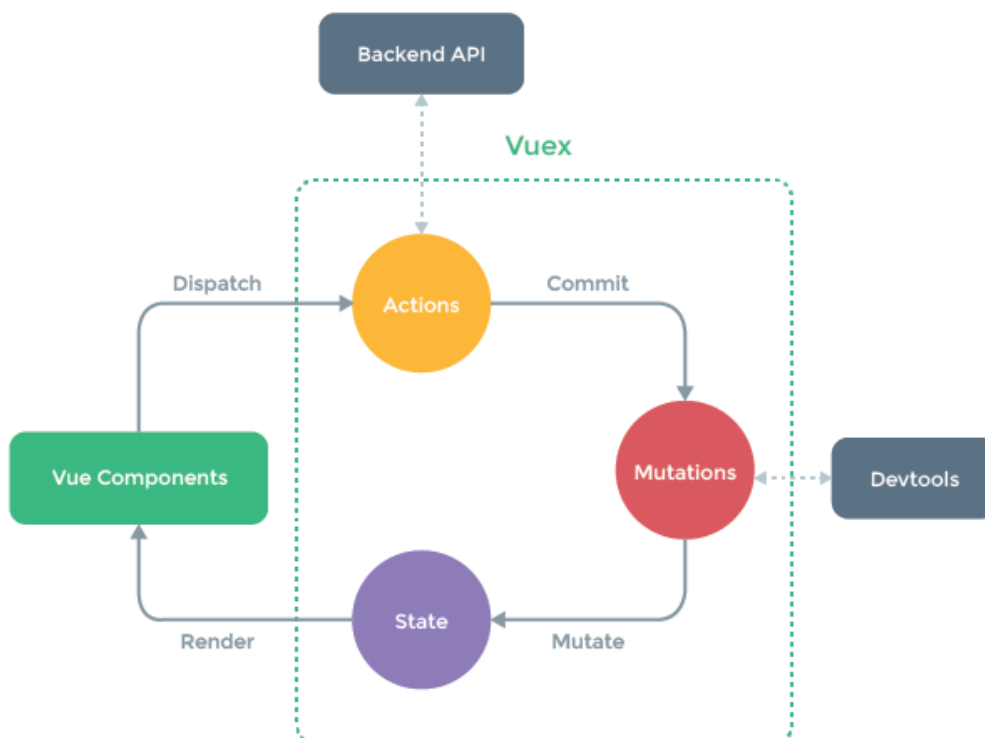 Backend API
Vuex
Dispatch
Commit
Actions
Vue Components
Mutations
Devtools
State
Render
Mutate